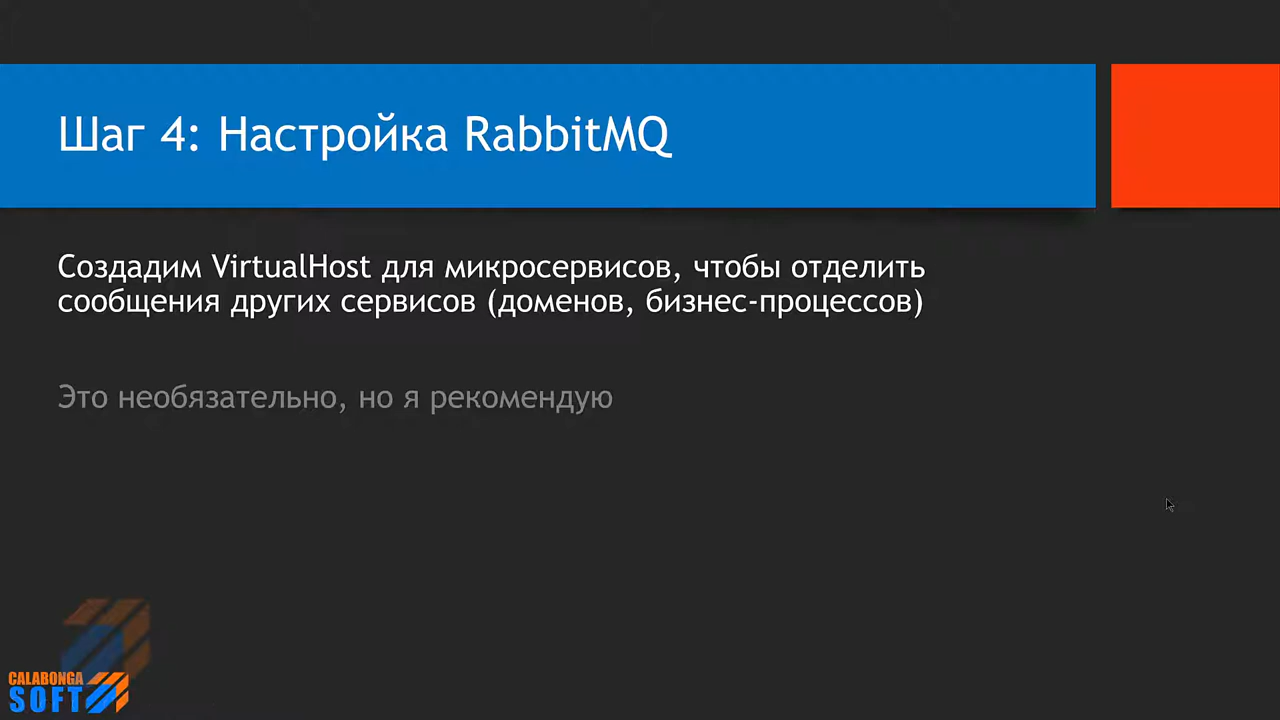 Шаг 4: Настройка RabbitMQ
Создадим VirtualHost для микросервисов, чтобы отделить
сообщения других сервисов (доменов, бизнес-процессов)
Это необязательно, но я рекомендую
CALABONGA
SOFT